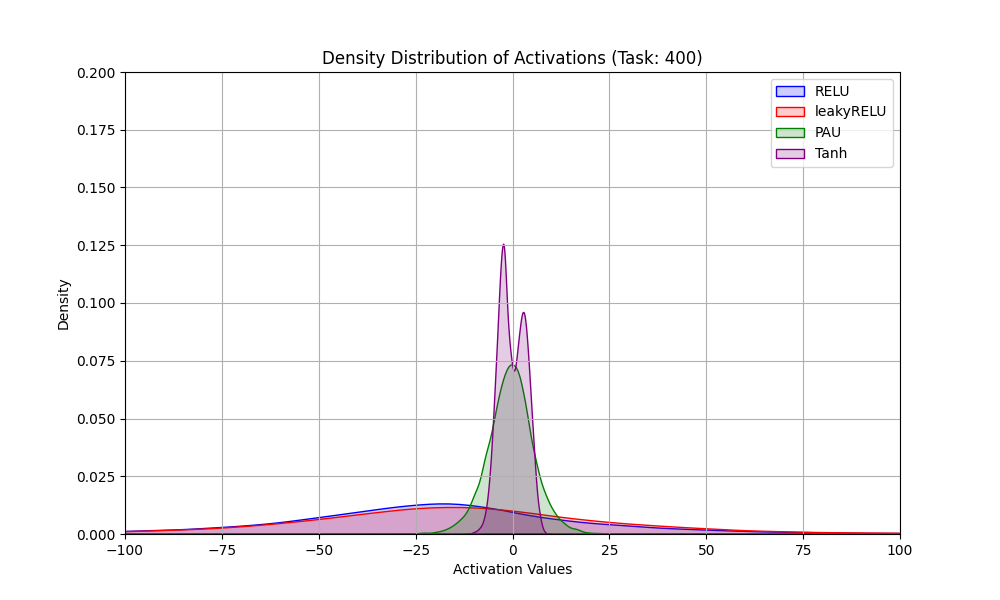 Density Distribution of Activations (Task: 400)
RELU
leakyRELU
PAU
Tanh
0.200
0.175
0.150
0.125
0.100
0.075
0.050
0.025
0.000
Density
−100
−75
−50
−25
0
25
50
75
100
Activation Values